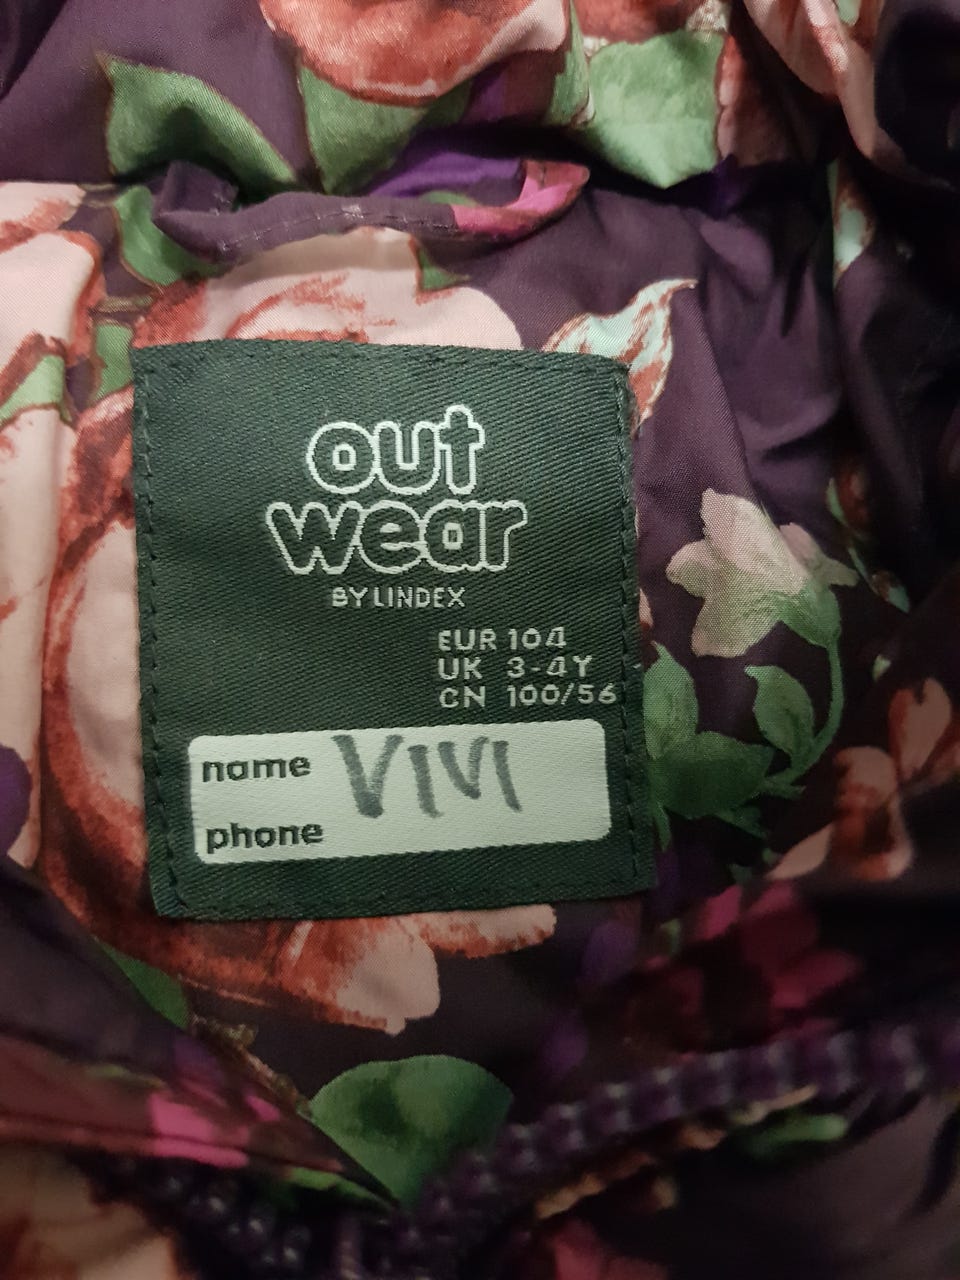 out
wear
BY LINDEX
EUR 104
UK 3-4Y
CN 100/56
name VIVI
phone